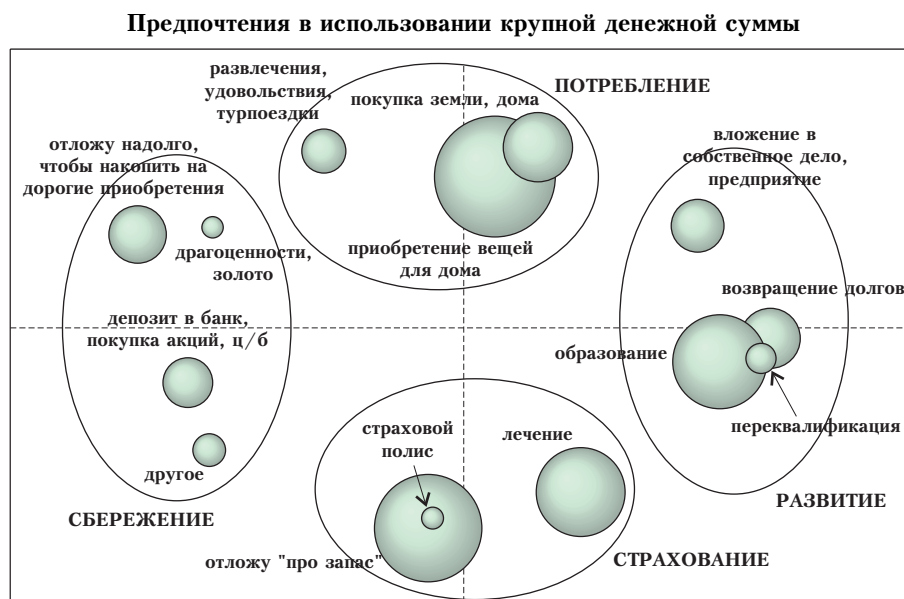 Предпочтения в использовании крупной денежной суммы
развлечения,
удовольствия,
турпоездки
покупка земли, дома
ПОТРЕБЛЕНИЕ
приобретение вещей
для дома
отложу надолго,
чтобы накопить на
дорогие приобретения
драгоценности,
золото
депозит в банк,
покупка акций, ц/б
другое
СБЕРЕЖЕНИЕ
вложение в
собственное дело,
предприятие
возвращение долгов
образование
переквалификация
РАЗВИТИЕ
страховой
полис
лечение
отложу "про запас"
СТРАХОВАНИЕ